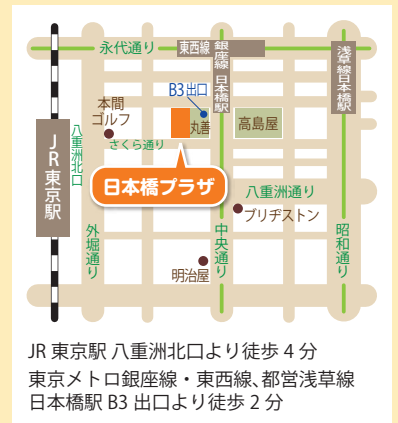 永代通り
東西線
銀座線 日本橋駅
浅草線日本橋駅
B3出口
本間
ゴルフ
丸善
高島屋
さくら通り
八重洲北口
JR東京駅
日本橋プラザ
八重洲通り
ブリヂストン
外堀通り
中央通り
昭和通り
明治屋
JR 東京駅 八重洲北口より徒歩 4 分
東京メトロ銀座線・東西線、都営浅草線
日本橋駅 B3 出口より徒歩 2 分